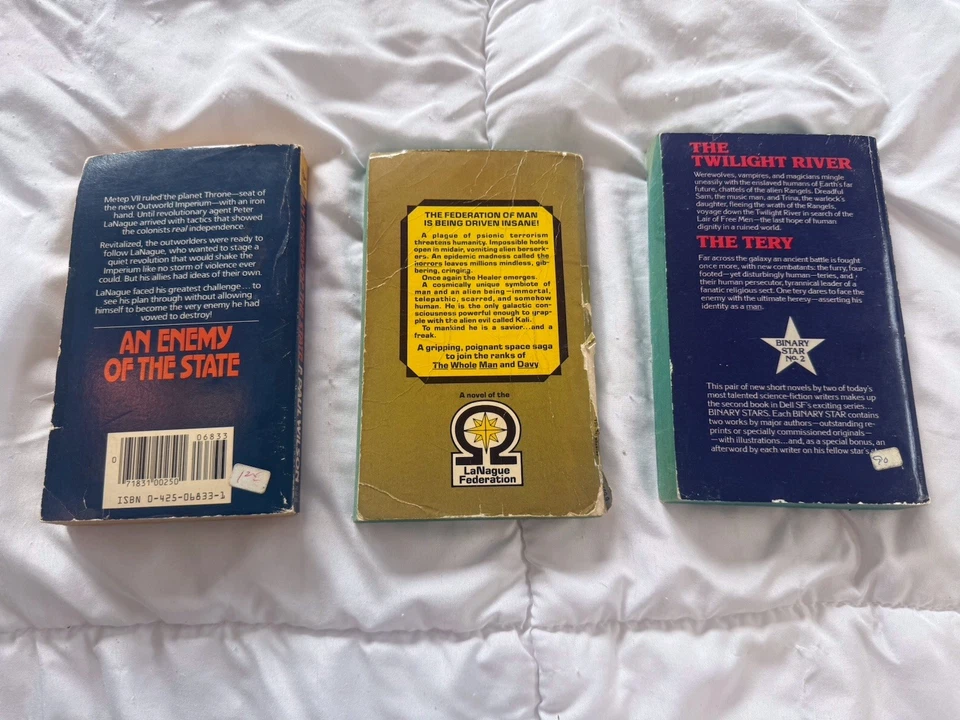 Metep VII ruled the planet Throne—seat of
the new Outworld Imperium—with an iron
hand. Until revolutionary agent Peter
LaNague arrived with tactics that showed
the colonists real independence.
Revitalized, the outworlders were ready to
follow LaNague, who wanted to stage a
quiet revolution that would shake the
Imperium like no storm of violence ever
could. But his allies had ideas of their own.
LaNague faced his greatest challenge...to
see his plan through without allowing
himself to become the very enemy he had
vowed to destroy!
AN ENEMY
OF THE STATE
06833
0
71831 00250
ISBN 0-425-06833-1
12¢
F. PAUL WILSON
THE FEDERATION OF MAN
IS BEING DRIVEN INSANE!
A plague of psionic terrorism
threatens humanity. Impossible holes
open in midair, vomiting alien berserk-
ers. An epidemic madness called the
horrors leaves millions mindless, gib-
bering, cringing.
Once again the Healer emerges.
A cosmically unique symbiote of
man and an alien being—immortal,
telepathic, scarred, and somehow
human. He is the only galactic con-
sciousness powerful enough to grap-
ple with the alien evil called Kali.
To mankind he is a savior...and a
freak.
A gripping, poignant space saga
to join the ranks of
The Whole Man and Davy
A novel of the
LaNague
Federation
THE
TWILIGHT RIVER
Werewolves, vampires, and magicians mingle
uneasily with the enslaved humans of Earth's far
future, chattels of the alien Rangels. Dreadful
Sam, the music man, and Trina, the warlock's
daughter, fleeing the wrath of the Rangels,
voyage down the Twilight River in search of the
Lair of Free Men—the last hope of human
dignity in a ruined world.
THE TERY
Far across the galaxy an ancient battle is fought
once more, with new combatants: the furry, four-
footed—yet disturbingly human—teries, and
their human persecutor, tyrannical leader of a
fanatic religious sect. One tery dares to face the
enemy with the ultimate heresy—asserting his
identity as a man.
BINARY
STAR
No. 2
This pair of new short novels by two of today's
most talented science-fiction writers makes up
the second book in Dell SF's exciting series...
BINARY STARS. Each BINARY STAR contains
two works by major authors—outstanding re-
prints or specially commissioned originals—
—with illustrations...and, as a special bonus, an
afterword by each writer on his fellow star's
90